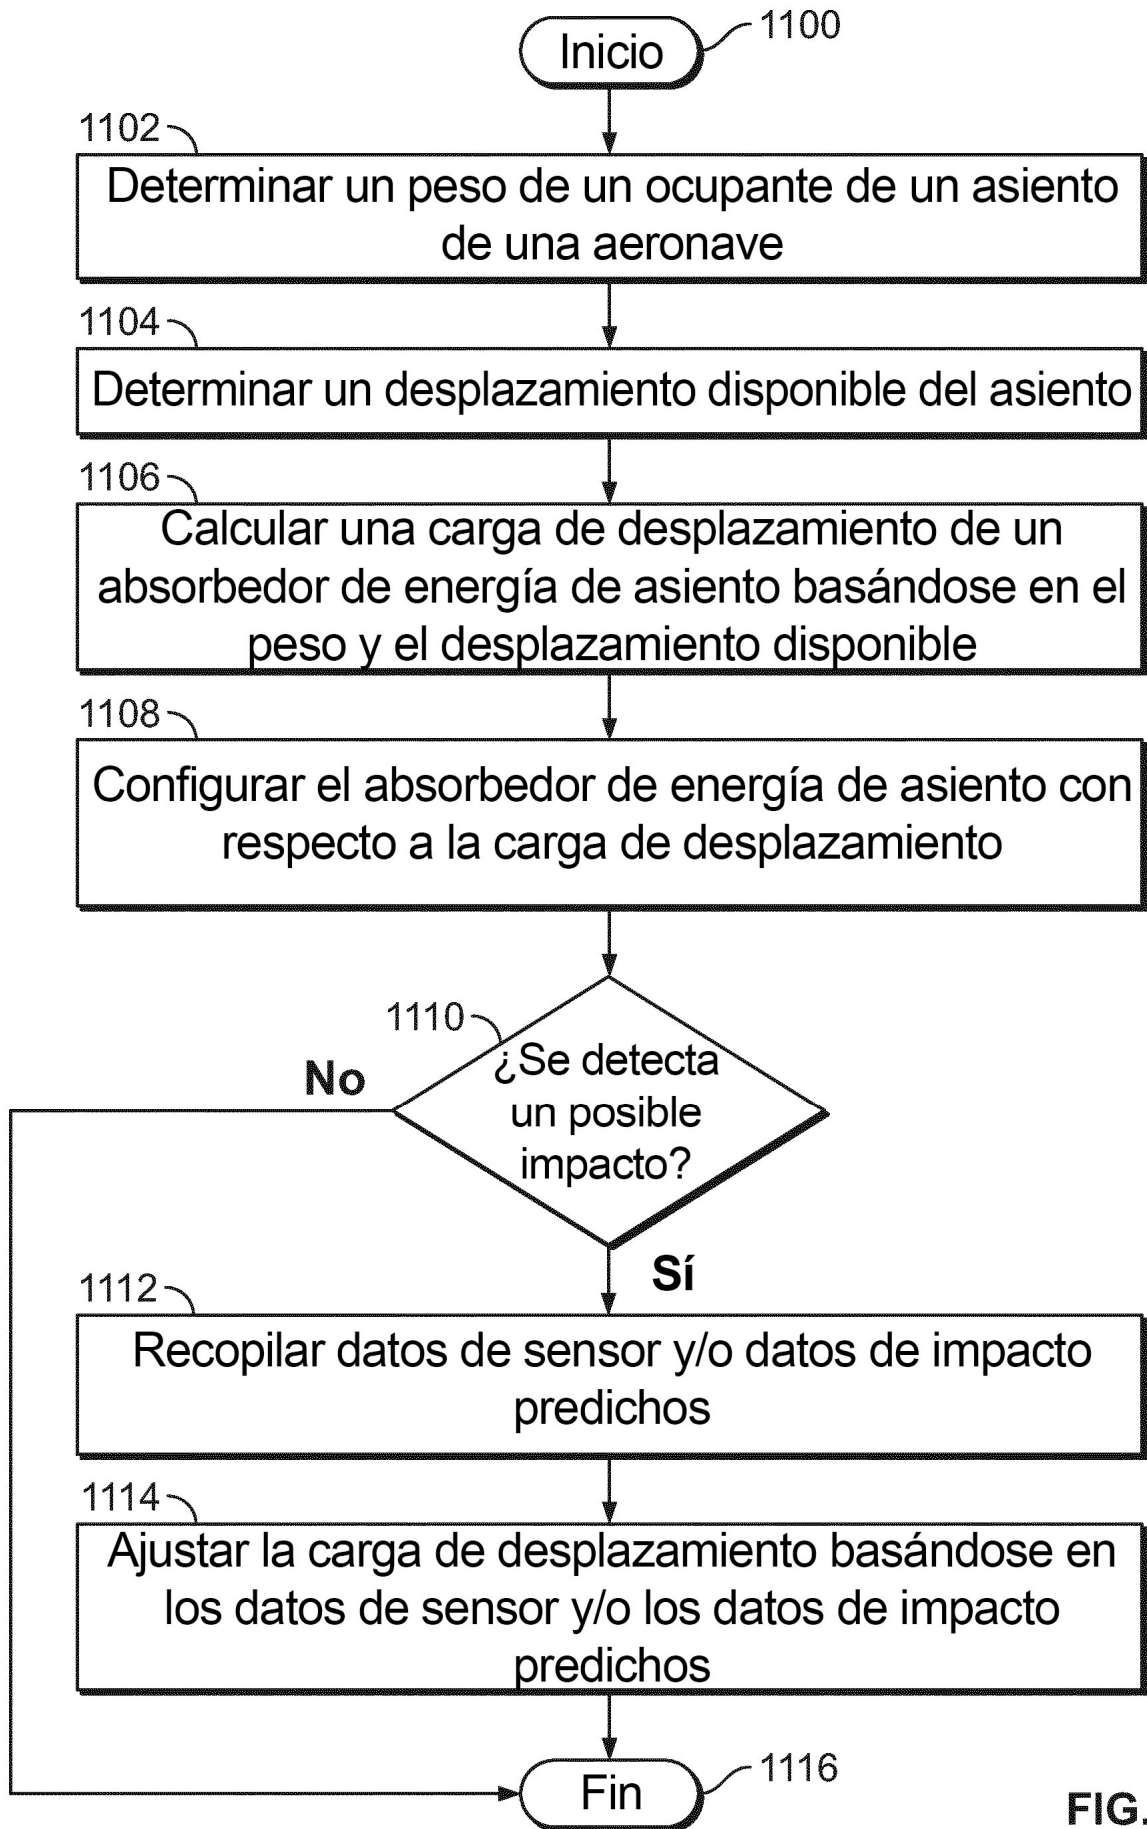 Inicio
1100
1102
Determinar un peso de un ocupante de un asiento
de una aeronave
1104
Determinar un desplazamiento disponible del asiento
1106
Calcular una carga de desplazamiento de un
absorbedor de energía de asiento basándose en el
peso y el desplazamiento disponible
1108
Configurar el absorbedor de energía de asiento con
respecto a la carga de desplazamiento
1110
¿Se detecta
un posible
impacto?
No
Sí
1112
Recopilar datos de sensor y/o datos de impacto
predichos
1114
Ajustar la carga de desplazamiento basándose en
los datos de sensor y/o los datos de impacto
predichos
Fin
1116
FIG.